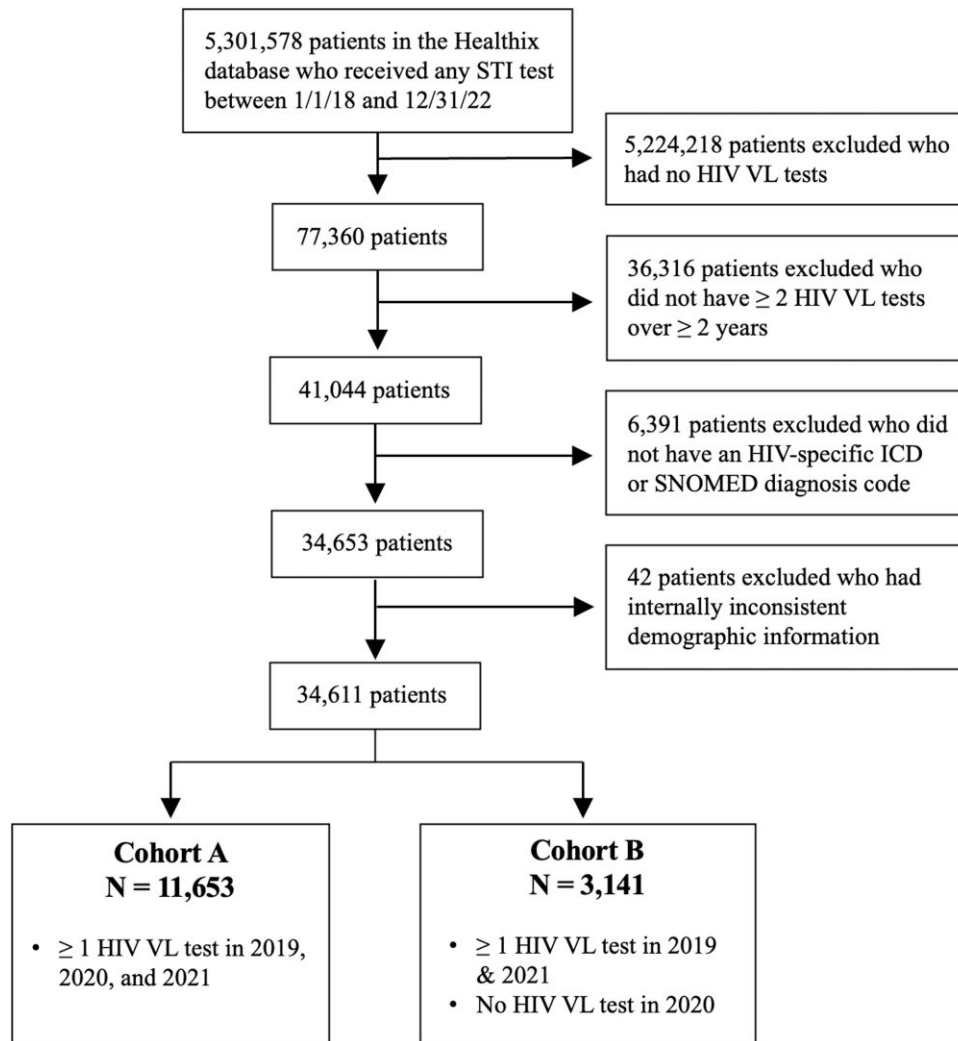 5,301,578 patients in the Healthix
database who received any STI test
between 1/1/18 and 12/31/22
5,224,218 patients excluded who
had no HIV VL tests
77,360 patients
36,316 patients excluded who
did not have ≥ 2 HIV VL tests
over ≥ 2 years
41,044 patients
6,391 patients excluded who did
not have an HIV-specific ICD
or SNOMED diagnosis code
34,653 patients
42 patients excluded who had
internally inconsistent
demographic information
34,611 patients
Cohort A
N = 11,653
• ≥ 1 HIV VL test in 2019,
2020, and 2021
Cohort B
N = 3,141
• ≥ 1 HIV VL test in 2019
& 2021
• No HIV VL test in 2020